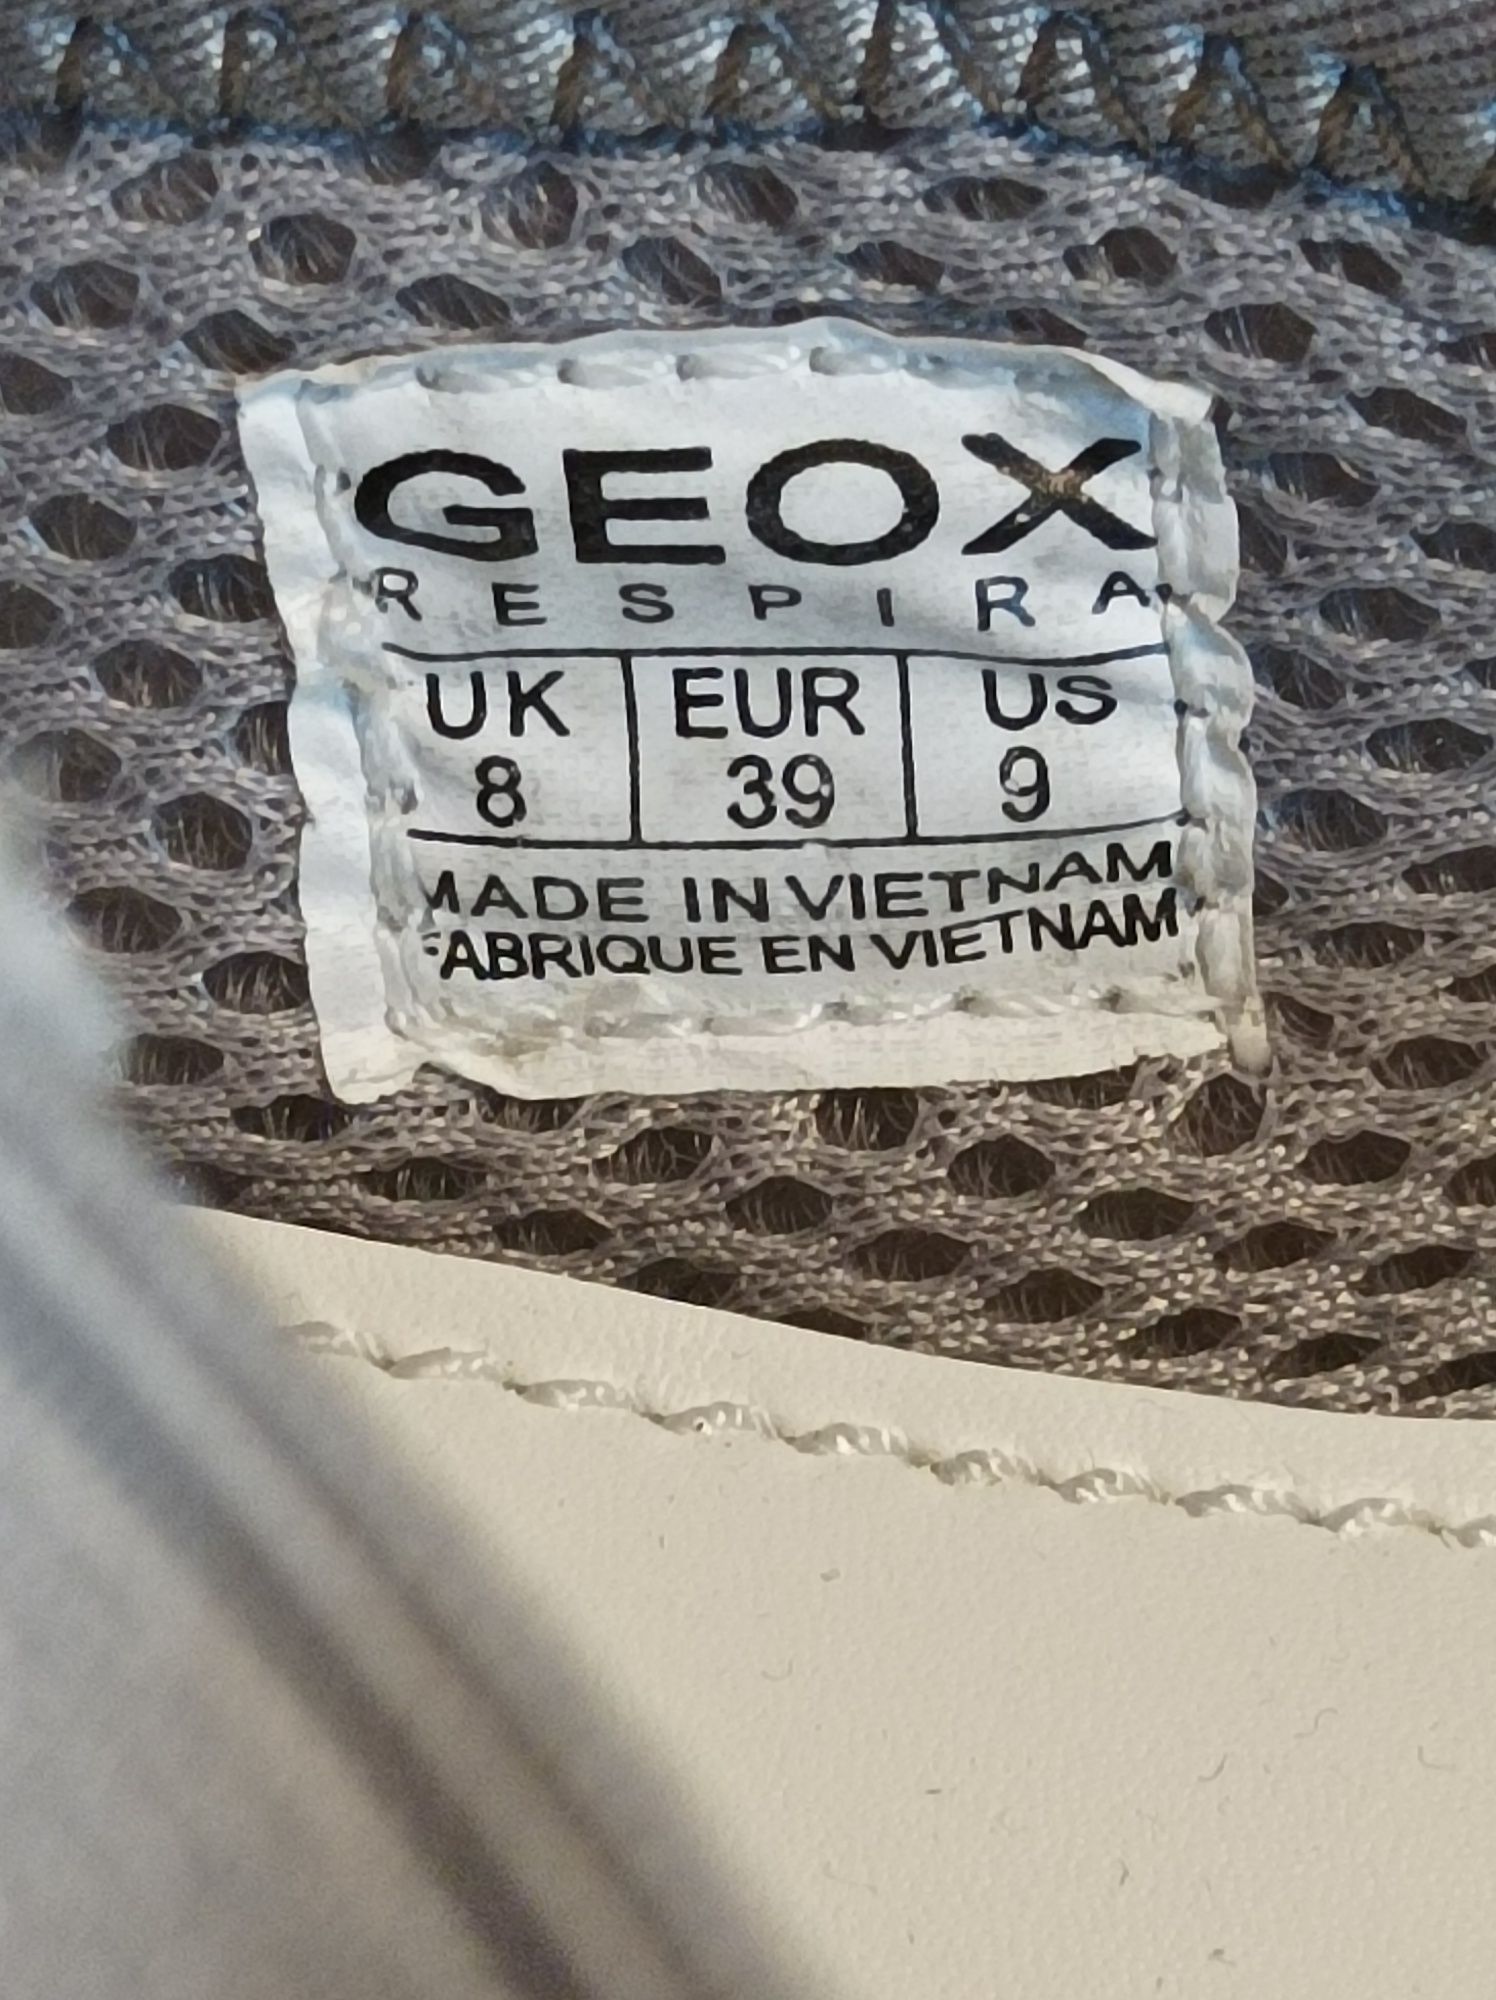 GEOX
RESPIRA
UK EUR US
8 39 9
MADE IN VIETNAM
FABRIQUE EN VIETNAM